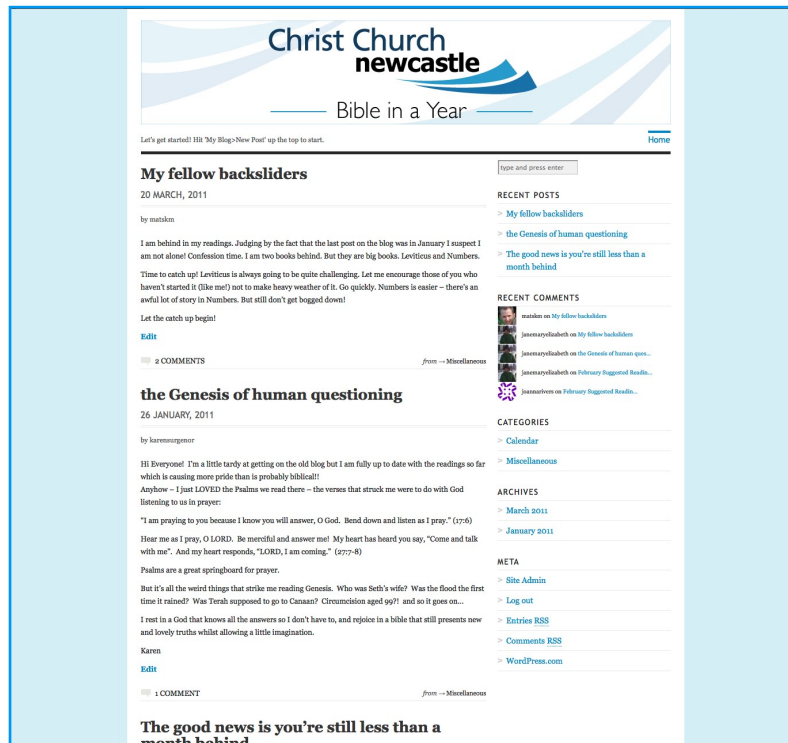 Christ Church
newcastle
Bible in a Year
Let's get started! Hit 'My Blog>New Post' up the top to start.
Home
My fellow backsliders
20 MARCH, 2011
by matskm
I am behind in my readings. Judging by the fact that the last post on the blog was in January I suspect I
am not alone! Confession time. I am two books behind. But they are big books. Leviticus and Numbers.
Time to catch up! Leviticus is always going to be quite challenging. Let me encourage those of you who
haven't started it (like me!) not to make heavy weather of it. Go quickly. Numbers is easier – there's an
awful lot of story in Numbers. But still don't get bogged down!
Let the catch up begin!
Edit
2 COMMENTS
from → Miscellaneous
the Genesis of human questioning
26 JANUARY, 2011
by karensurgenor
Hi Everyone! I'm a little tardy at getting on the old blog but I am fully up to date with the readings so far
which is causing more pride than is probably biblical!!
Anyhow – I just LOVED the Psalms we read there – the verses that struck me were to do with God
listening to us in prayer:
"I am praying to you because I know you will answer, O God. Bend down and listen as I pray." (17:6)
Hear me as I pray, O LORD. Be merciful and answer me! My heart has heard you say, "Come and talk
with me". And my heart responds, "LORD, I am coming." (27:7-8)
Psalms are a great springboard for prayer.
But it's all the weird things that strike me reading Genesis. Who was Seth's wife? Was the flood the first
time it rained? Was Terah supposed to go to Canaan? Circumcision aged 99?! and so it goes on...
I rest in a God that knows all the answers so I don't have to, and rejoice in a bible that still presents new
and lovely truths whilst allowing a little imagination.
Karen
Edit
1 COMMENT
from → Miscellaneous
The good news is you're still less than a
month behind
type and press enter
RECENT POSTS
> My fellow backsliders
> the Genesis of human questioning
> The good news is you're still less than a
month behind
RECENT COMMENTS
matskm on My fellow backsliders
janemaryelizabeth on My fellow backsliders
janemaryelizabeth on the Genesis of human ques...
janemaryelizabeth on February Suggested Readin...
joannarivers on February Suggested Readin...
CATEGORIES
> Calendar
> Miscellaneous
ARCHIVES
> March 2011
> January 2011
META
> Site Admin
> Log out
> Entries RSS
> Comments RSS
> WordPress.com